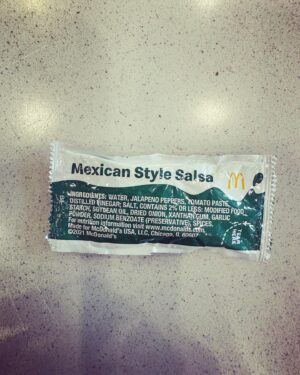 Mexican Style Salsa
INGREDIENTS: WATER, JALAPENO PEPPERS, TOMATO PASTE,
DISTILLED VINEGAR, SALT, CONTAINS 2% OR LESS: MODIFIED FOOD
STARCH, SOYBEAN OIL, DRIED ONION, XANTHAN GUM, GARLIC
POWDER, SODIUM BENZOATE (PRESERVATIVE), SPICES.
For nutrition information visit www.mcdonalds.com.
Made for McDonald's USA, LLC, Chicago, IL 60607
©2021 McDonald's